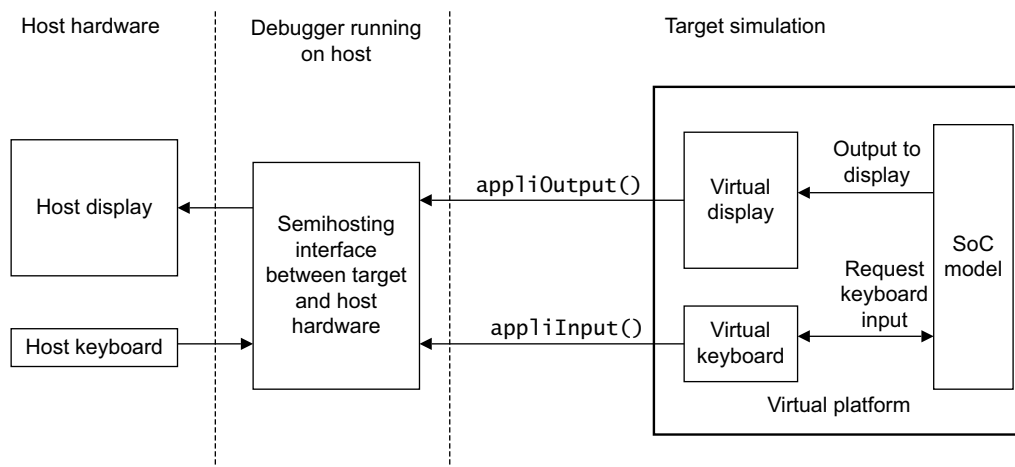 Host hardware
Debugger running
on host
Target simulation
Host display
Host keyboard
Semihosting
interface
between target
and host
hardware
appliOutput()
appliInput()
Virtual
display
Virtual
keyboard
Output to
display
Request
keyboard
input
SoC
model
Virtual platform